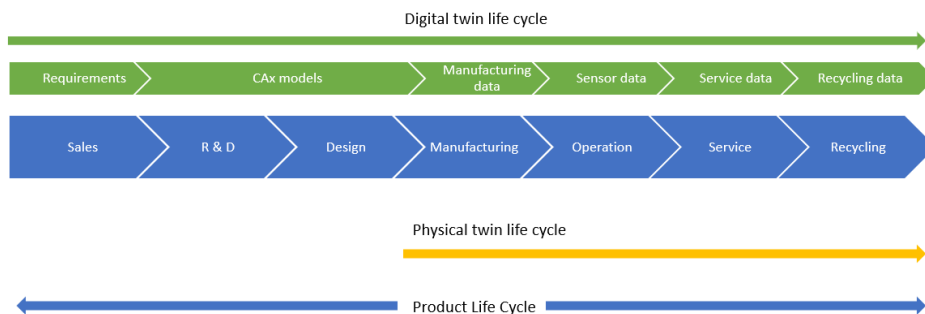 Digital twin life cycle
Requirements
CAx models
Manufacturing
data
Sensor data
Service data
Recycling data
Sales
R & D
Design
Manufacturing
Operation
Service
Recycling
Physical twin life cycle
Product Life Cycle